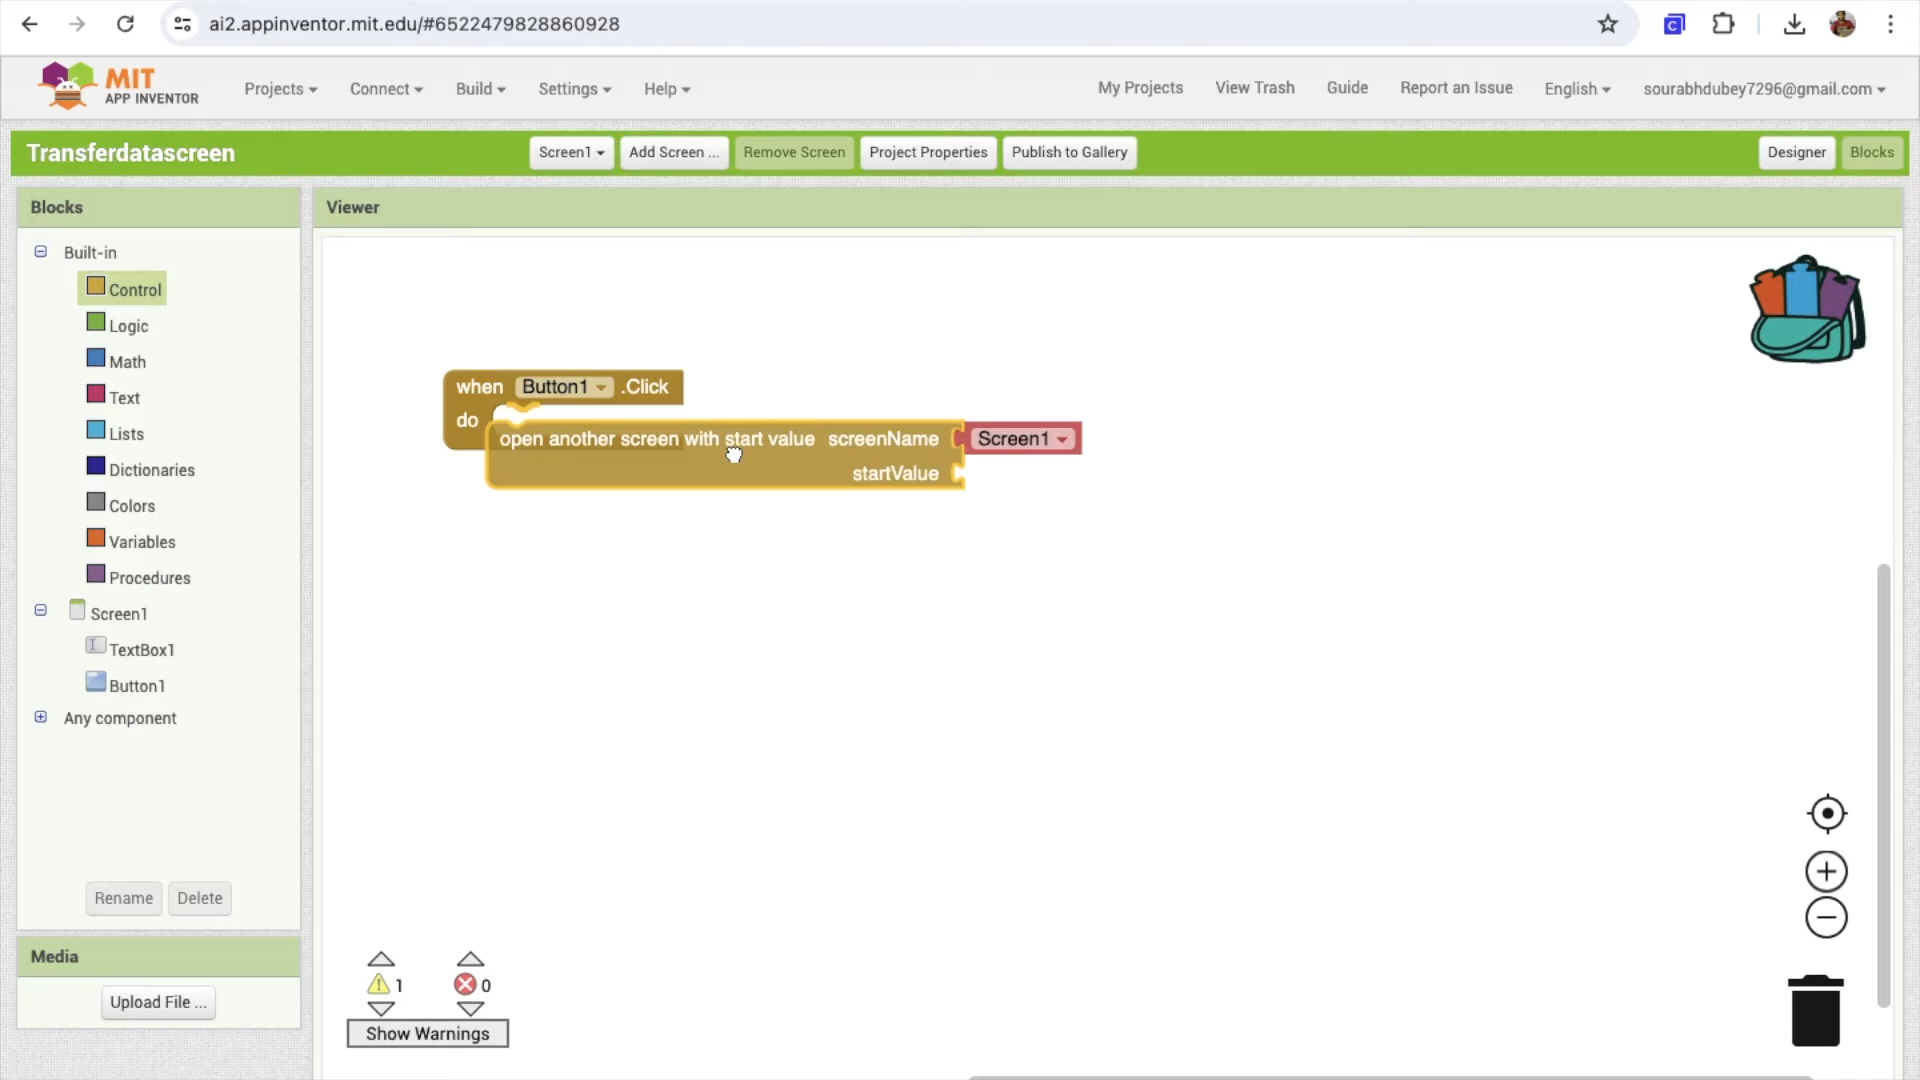 ai2.appinventor.mit.edu/#6522479828860928
MIT
APP INVENTOR
Projects
Connect
Build
Settings
Help
My Projects
View Trash
Guide
Report an Issue
English
sourabhdubey7296@gmail.com
Transferdatascreen
Screen1
Add Screen ...
Remove Screen
Project Properties
Publish to Gallery
Designer
Blocks
Blocks
Viewer
Built-in
Control
Logic
Math
Text
Lists
Dictionaries
Colors
Variables
Procedures
Screen1
TextBox1
Button1
Any component
Rename
Delete
Media
Upload File ...
when Button1 .Click
do
open another screen with start value screenName Screen1
startValue
1
0
Show Warnings